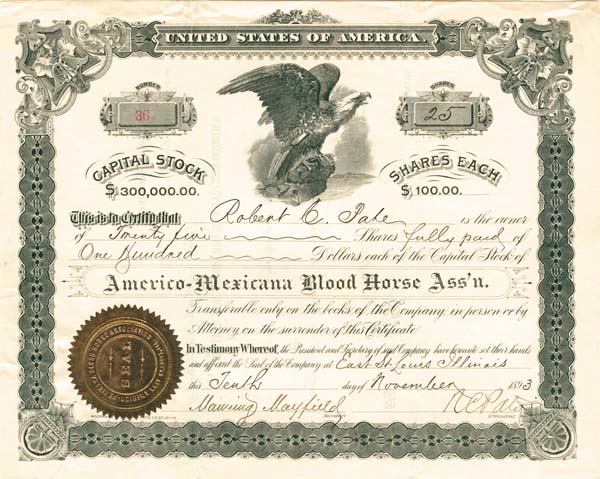 UNITED STATES OF AMERICA
NUMBER
36
SHARES
25
CAPITAL STOCK
$300,000.00.
SHARES EACH
$100.00.
This is to Certify that Robert C. Pate is the owner
of Twenty five Shares fully paid of
One Hundred Dollars each of the Capital Stock of
Americo-Mexicana Blood Horse Ass'n.
Transferable only on the books of the Company, in person or by
Attorney on the surrender of this Certificate.
In Testimony Whereof, the President and Secretary of said Company have hereunto set their hands
and affixed the Seal of the Company at East St Louis Illinois
this Tenth day of November 1893
Manning Mayfield
SECRETARY
R C Pate
PRESIDENT
SEAL